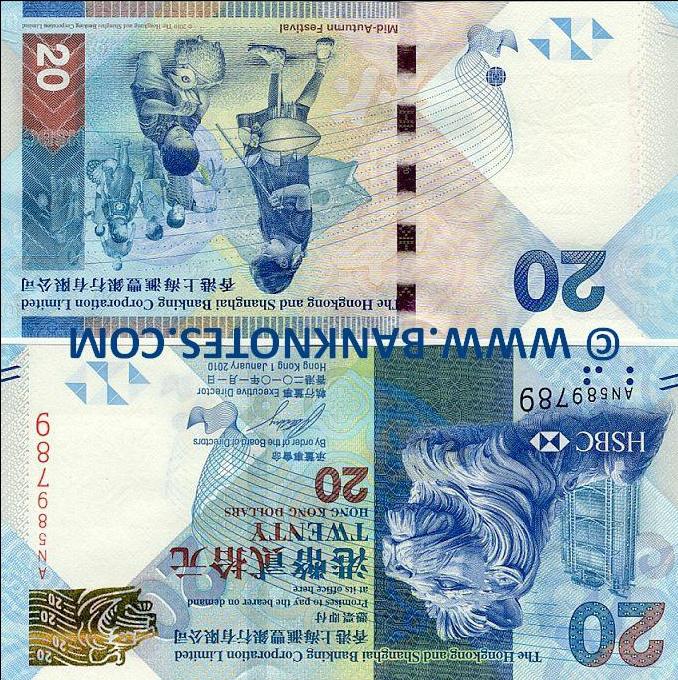 The Hongkong and Shanghai Banking Corporation Limited
香港上海滙豐銀行有限公司
憑票即付
Promises to pay the bearer on demand
at its office here
港幣貳拾元
TWENTY
HONG KONG DOLLARS
20
承董事會命
By order of the Board of Directors
執行董事 Executive Director
香港二〇一〇年一月一日
Hong Kong 1 January 2010
20
HSBC
AN589789
AN589789
20 20 20
© WWW.BANKNOTES.COM
The Hongkong and Shanghai Banking Corporation Limited
香港上海滙豐銀行有限公司
20
20
Mid-Autumn Festival
© 2010 The Hongkong and Shanghai Banking Corporation Limited